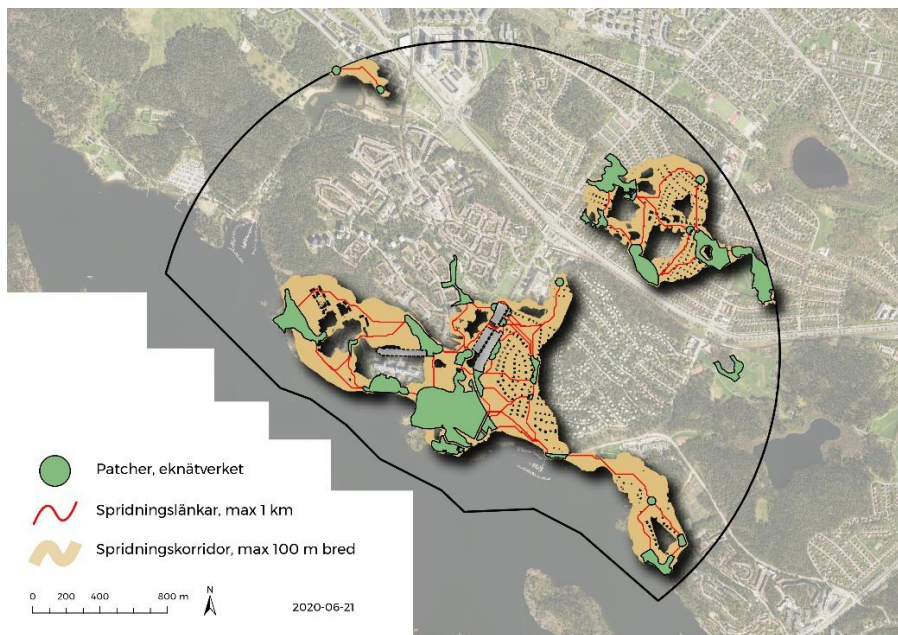 Patcher, eknätverket
Spridningslänkar, max 1 km
Spridningskorridor, max 100 m bred
0 200 400 800 m
N
2020-06-21